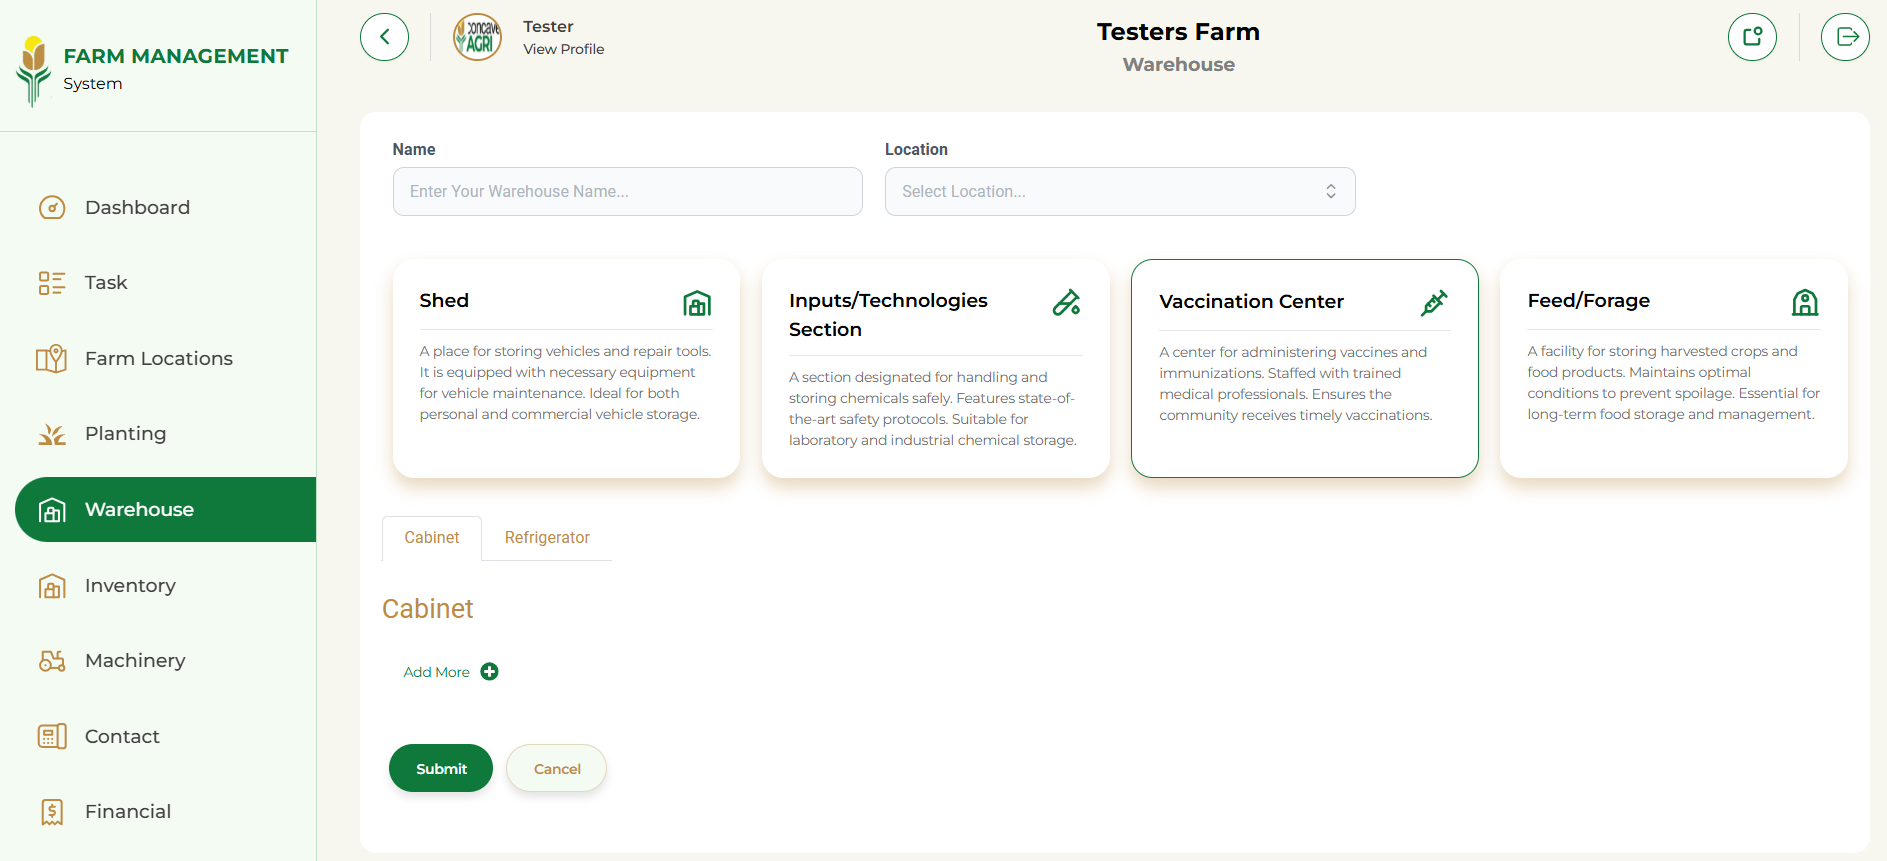 FARM MANAGEMENT
System
Dashboard
Task
Farm Locations
Planting
Warehouse
Inventory
Machinery
Contact
Financial
AGRI
Tester
View Profile
Testers Farm
Warehouse
Name
Enter Your Warehouse Name...
Location
Select Location...
Shed
A place for storing vehicles and repair tools.
It is equipped with necessary equipment
for vehicle maintenance. Ideal for both
personal and commercial vehicle storage.
Inputs/Technologies
Section
A section designated for handling and
storing chemicals safely. Features state-of-
the-art safety protocols. Suitable for
laboratory and industrial chemical storage.
Vaccination Center
A center for administering vaccines and
immunizations. Staffed with trained
medical professionals. Ensures the
community receives timely vaccinations.
Feed/Forage
A facility for storing harvested crops and
food products. Maintains optimal
conditions to prevent spoilage. Essential for
long-term food storage and management.
Cabinet
Refrigerator
Cabinet
Add More
Submit
Cancel